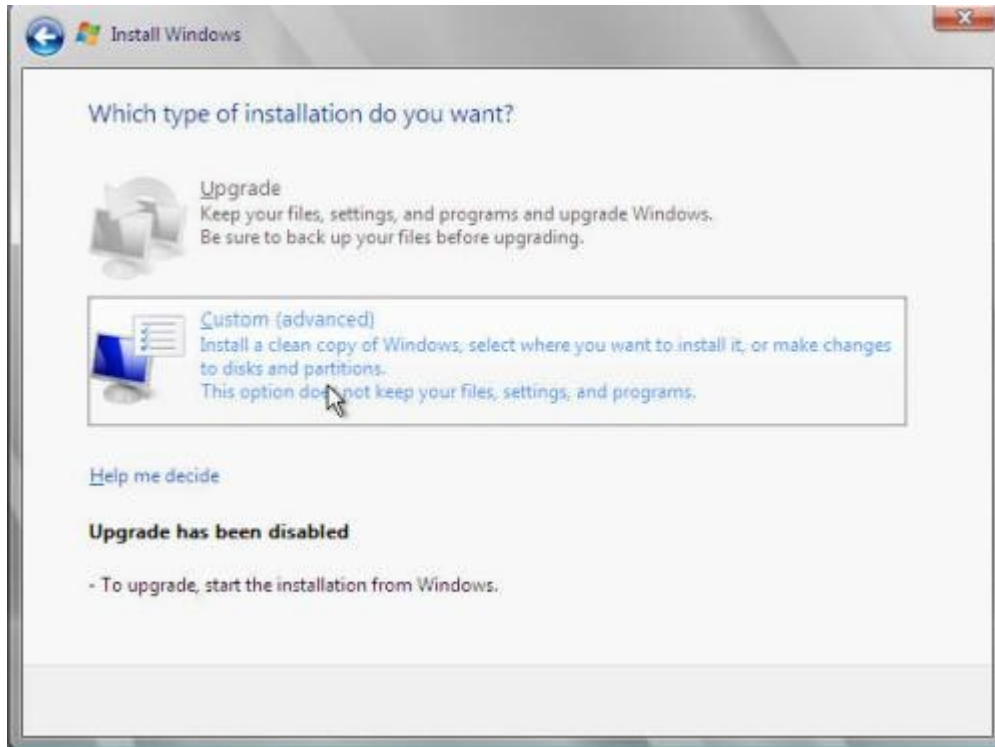 Install Windows
Which type of installation do you want?
Upgrade
Keep your files, settings, and programs and upgrade Windows.
Be sure to back up your files before upgrading.
Custom (advanced)
Install a clean copy of Windows, select where you want to install it, or make changes
to disks and partitions.
This option does not keep your files, settings, and programs.
Help me decide
Upgrade has been disabled
- To upgrade, start the installation from Windows.